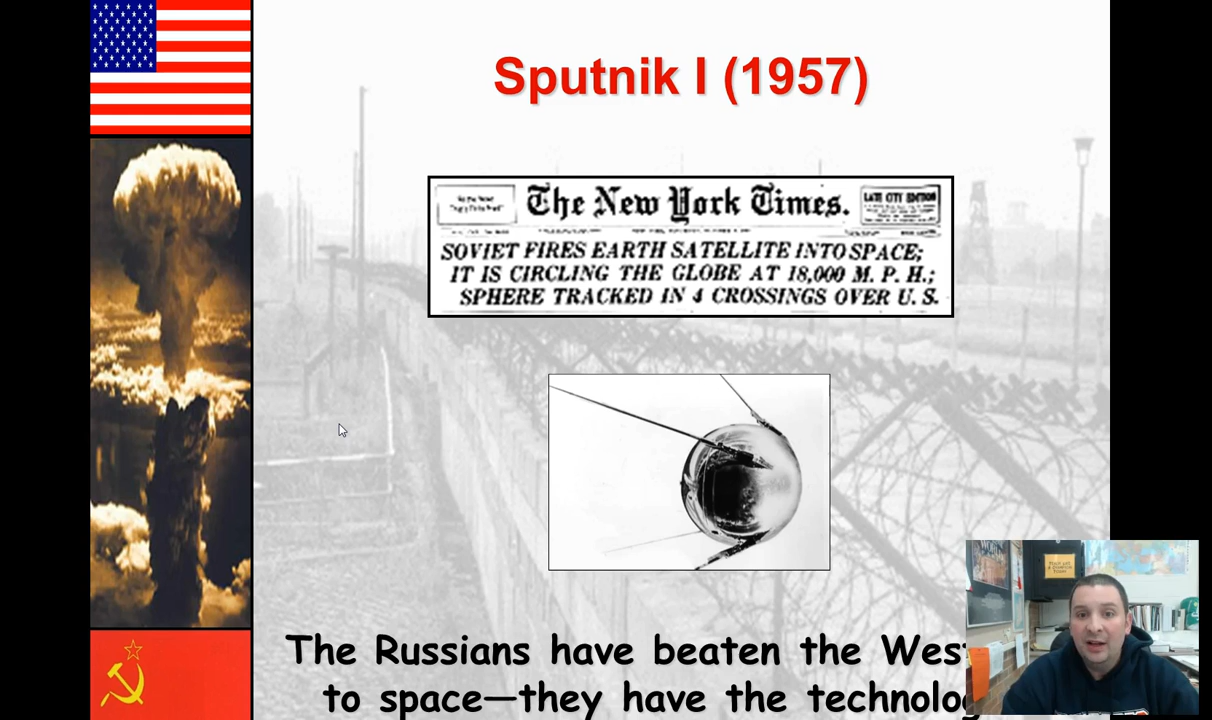 Sputnik I (1957)
The New York Times.
LATE CITY EDITION
SOVIET FIRES EARTH SATELLITE INTO SPACE;
IT IS CIRCLING THE GLOBE AT 18,000 M. P. H.;
SPHERE TRACKED IN 4 CROSSINGS OVER U. S.
The Russians have beaten the West
to space—they have the technolog